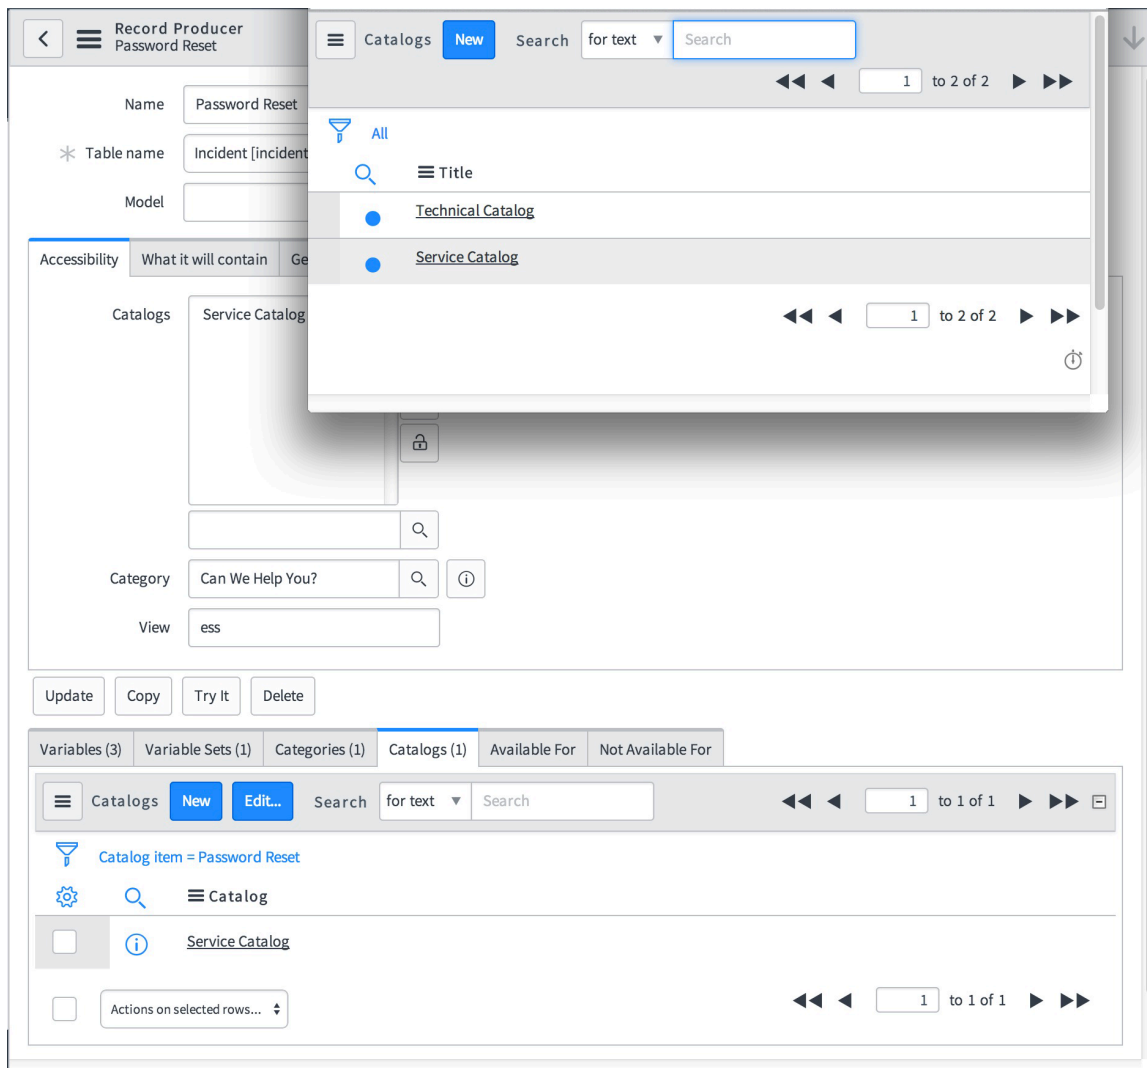 Record Producer
Password Reset
Name Password Reset
Table name Incident [incident
Model
Accessibility What it will contain Ge
Catalogs Service Catalog
Catalogs New Search for text Search
1 to 2 of 2
All
Title
Technical Catalog
Service Catalog
1 to 2 of 2
Category Can We Help You?
View ess
Update Copy Try It Delete
Variables (3) Variable Sets (1) Categories (1) Catalogs (1) Available For Not Available For
Catalogs New Edit... Search for text Search 1 to 1 of 1
Catalog item = Password Reset
Catalog
Service Catalog
Actions on selected rows... 1 to 1 of 1